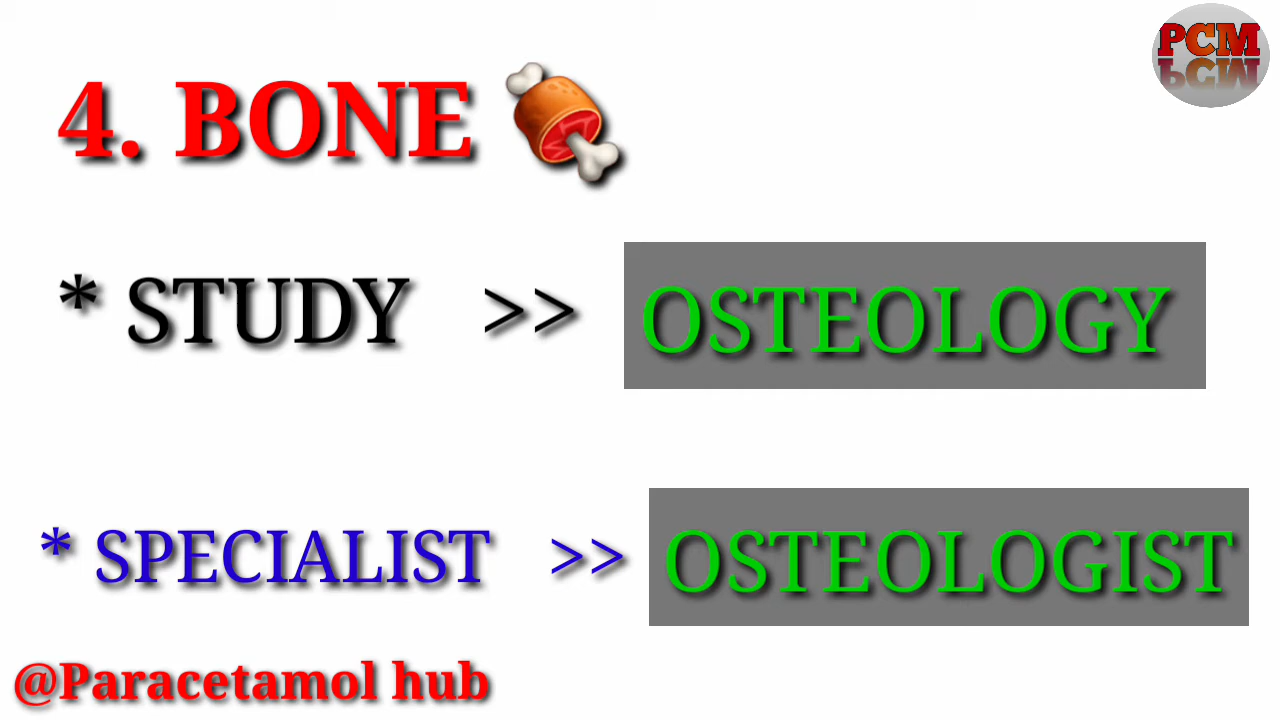 PCM
4. BONE
* STUDY >> OSTEOLOGY
* SPECIALIST >> OSTEOLOGIST
@Paracetamol hub